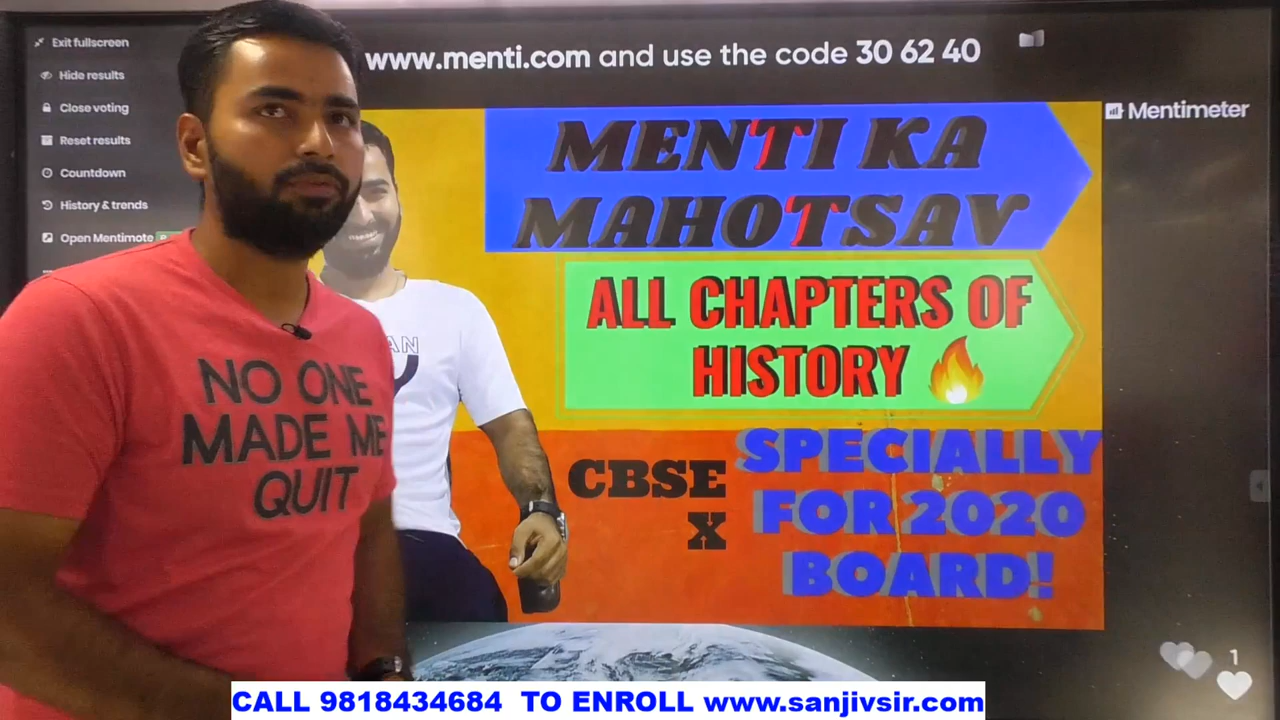 Exit fullscreen
www.menti.com and use the code 30 62 40
Hide results
Close voting
Reset results
Countdown
History & trends
Open Mentimote
Mentimeter
MENTI KA
MAHOTSAV
ALL CHAPTERS OF
HISTORY 🔥
CBSE
X
SPECIALLY
FOR 2020
BOARD!
AN
NO ONE
MADE ME
QUIT
1
CALL 9818434684 TO ENROLL www.sanjivsir.com